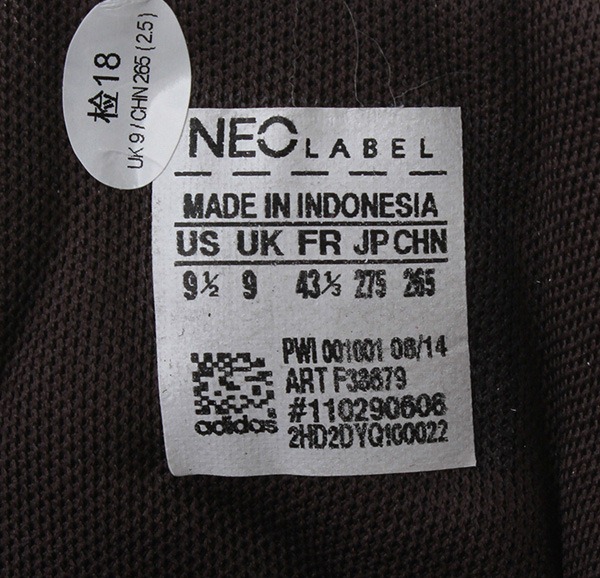 检18
UK 9 / CHN 265 ( 2.5 )
NEO LABEL
MADE IN INDONESIA
US UK FR JP CHN
9½ 9 43⅓ 275 265
PWI 001001 08/14
ART F38679
#110290606
2HD2DYQ100022
adidas